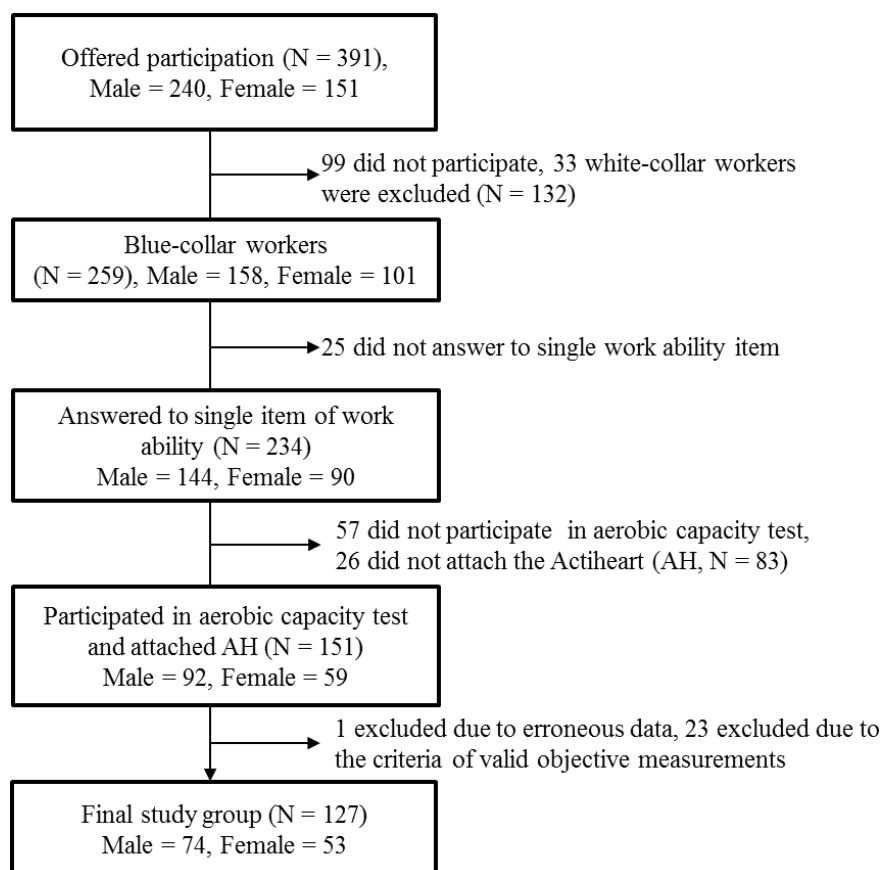 Offered participation (N = 391),
Male = 240, Female = 151
99 did not participate, 33 white-collar workers
were excluded (N = 132)
Blue-collar workers
(N = 259), Male = 158, Female = 101
25 did not answer to single work ability item
Answered to single item of work
ability (N = 234)
Male = 144, Female = 90
57 did not participate in aerobic capacity test,
26 did not attach the Actiheart (AH, N = 83)
Participated in aerobic capacity test
and attached AH (N = 151)
Male = 92, Female = 59
1 excluded due to erroneous data, 23 excluded due to
the criteria of valid objective measurements
Final study group (N = 127)
Male = 74, Female = 53